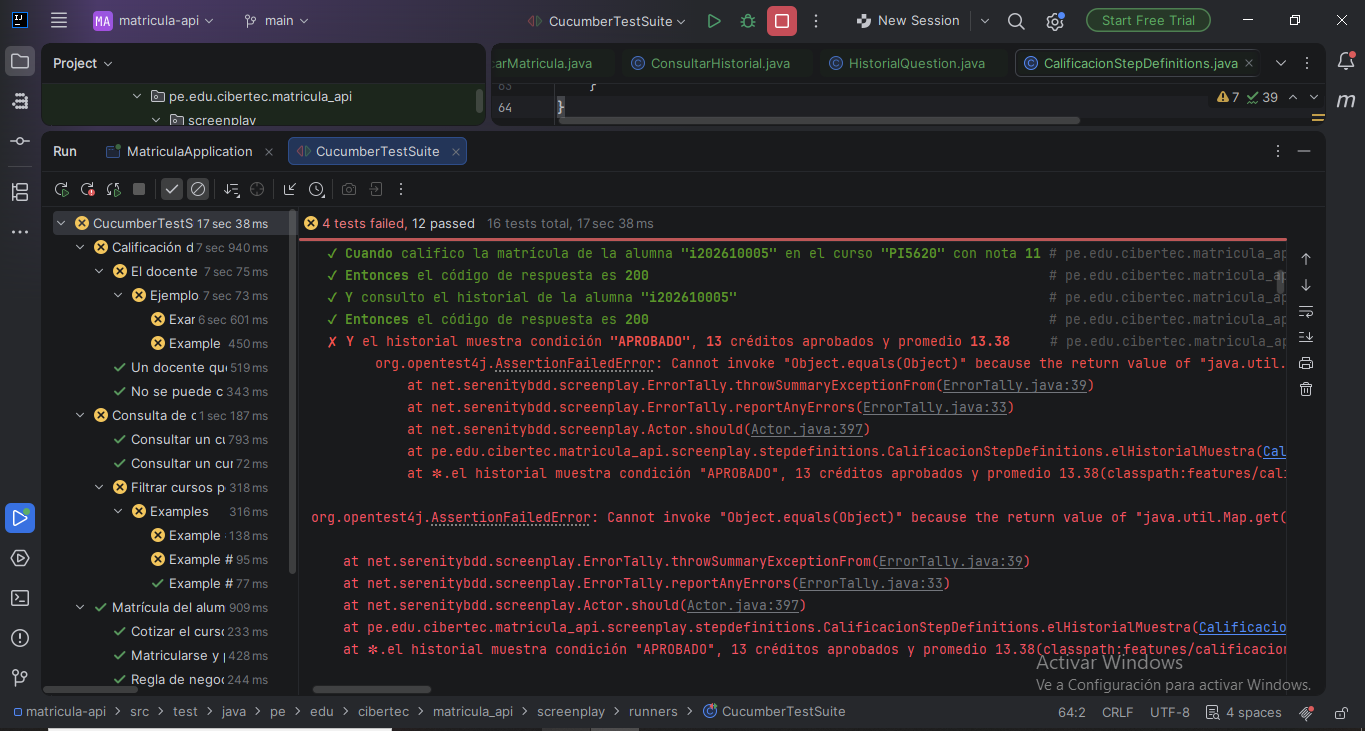 MA matricula-api main CucumberTestSuite New Session Start Free Trial
Project carMatricula.java ConsultarHistorial.java HistorialQuestion.java CalificacionStepDefinitions.java
pe.edu.cibertec.matricula_api
screenplay
63 }
64 }
7 39
Run MatriculaApplication CucumberTestSuite
CucumberTestS 17 sec 38 ms
Calificación d 7 sec 940 ms
El docente 7 sec 75 ms
Ejemplo 7 sec 73 ms
Exar 6 sec 601 ms
Example 450 ms
Un docente que 519 ms
No se puede c 343 ms
Consulta de c 1 sec 187 ms
Consultar un cu 793 ms
Consultar un cur 72 ms
Filtrar cursos p 318 ms
Examples 316 ms
Example 138 ms
Example # 95 ms
Example # 77 ms
Matrícula del alum 909 ms
Cotizar el curso 233 ms
Matricularse y 428 ms
Regla de negoc 244 ms
4 tests failed, 12 passed 16 tests total, 17 sec 38 ms
✓ Cuando califico la matrícula de la alumna "i202610005" en el curso "PI5620" con nota 11 # pe.edu.cibertec.matricula_ap
✓ Entonces el código de respuesta es 200 # pe.edu.cibertec.matricula_ap
✓ Y consulto el historial de la alumna "i202610005" # pe.edu.cibertec.matricula_ap
✓ Entonces el código de respuesta es 200 # pe.edu.cibertec.matricula_ap
✗ Y el historial muestra condición "APROBADO", 13 créditos aprobados y promedio 13.38 # pe.edu.cibertec.matricula_ap
org.opentest4j.AssertionFailedError: Cannot invoke "Object.equals(Object)" because the return value of "java.util.
at net.serenitybdd.screenplay.ErrorTally.throwSummaryExceptionFrom(ErrorTally.java:39)
at net.serenitybdd.screenplay.ErrorTally.reportAnyErrors(ErrorTally.java:33)
at net.serenitybdd.screenplay.Actor.should(Actor.java:397)
at pe.edu.cibertec.matricula_api.screenplay.stepdefinitions.CalificacionStepDefinitions.elHistorialMuestra(Cal
at ✽.el historial muestra condición "APROBADO", 13 créditos aprobados y promedio 13.38(classpath:features/cali
org.opentest4j.AssertionFailedError: Cannot invoke "Object.equals(Object)" because the return value of "java.util.Map.get(
at net.serenitybdd.screenplay.ErrorTally.throwSummaryExceptionFrom(ErrorTally.java:39)
at net.serenitybdd.screenplay.ErrorTally.reportAnyErrors(ErrorTally.java:33)
at net.serenitybdd.screenplay.Actor.should(Actor.java:397)
at pe.edu.cibertec.matricula_api.screenplay.stepdefinitions.CalificacionStepDefinitions.elHistorialMuestra(Calificacio
at ✽.el historial muestra condición "APROBADO", 13 créditos aprobados y promedio 13.38(classpath:features/calificacion
Activar Windows
Ve a Configuración para activar Windows.
matricula-api > src > test > java > pe > edu > cibertec > matricula_api > screenplay > runners > CucumberTestSuite 64:2 CRLF UTF-8 4 spaces